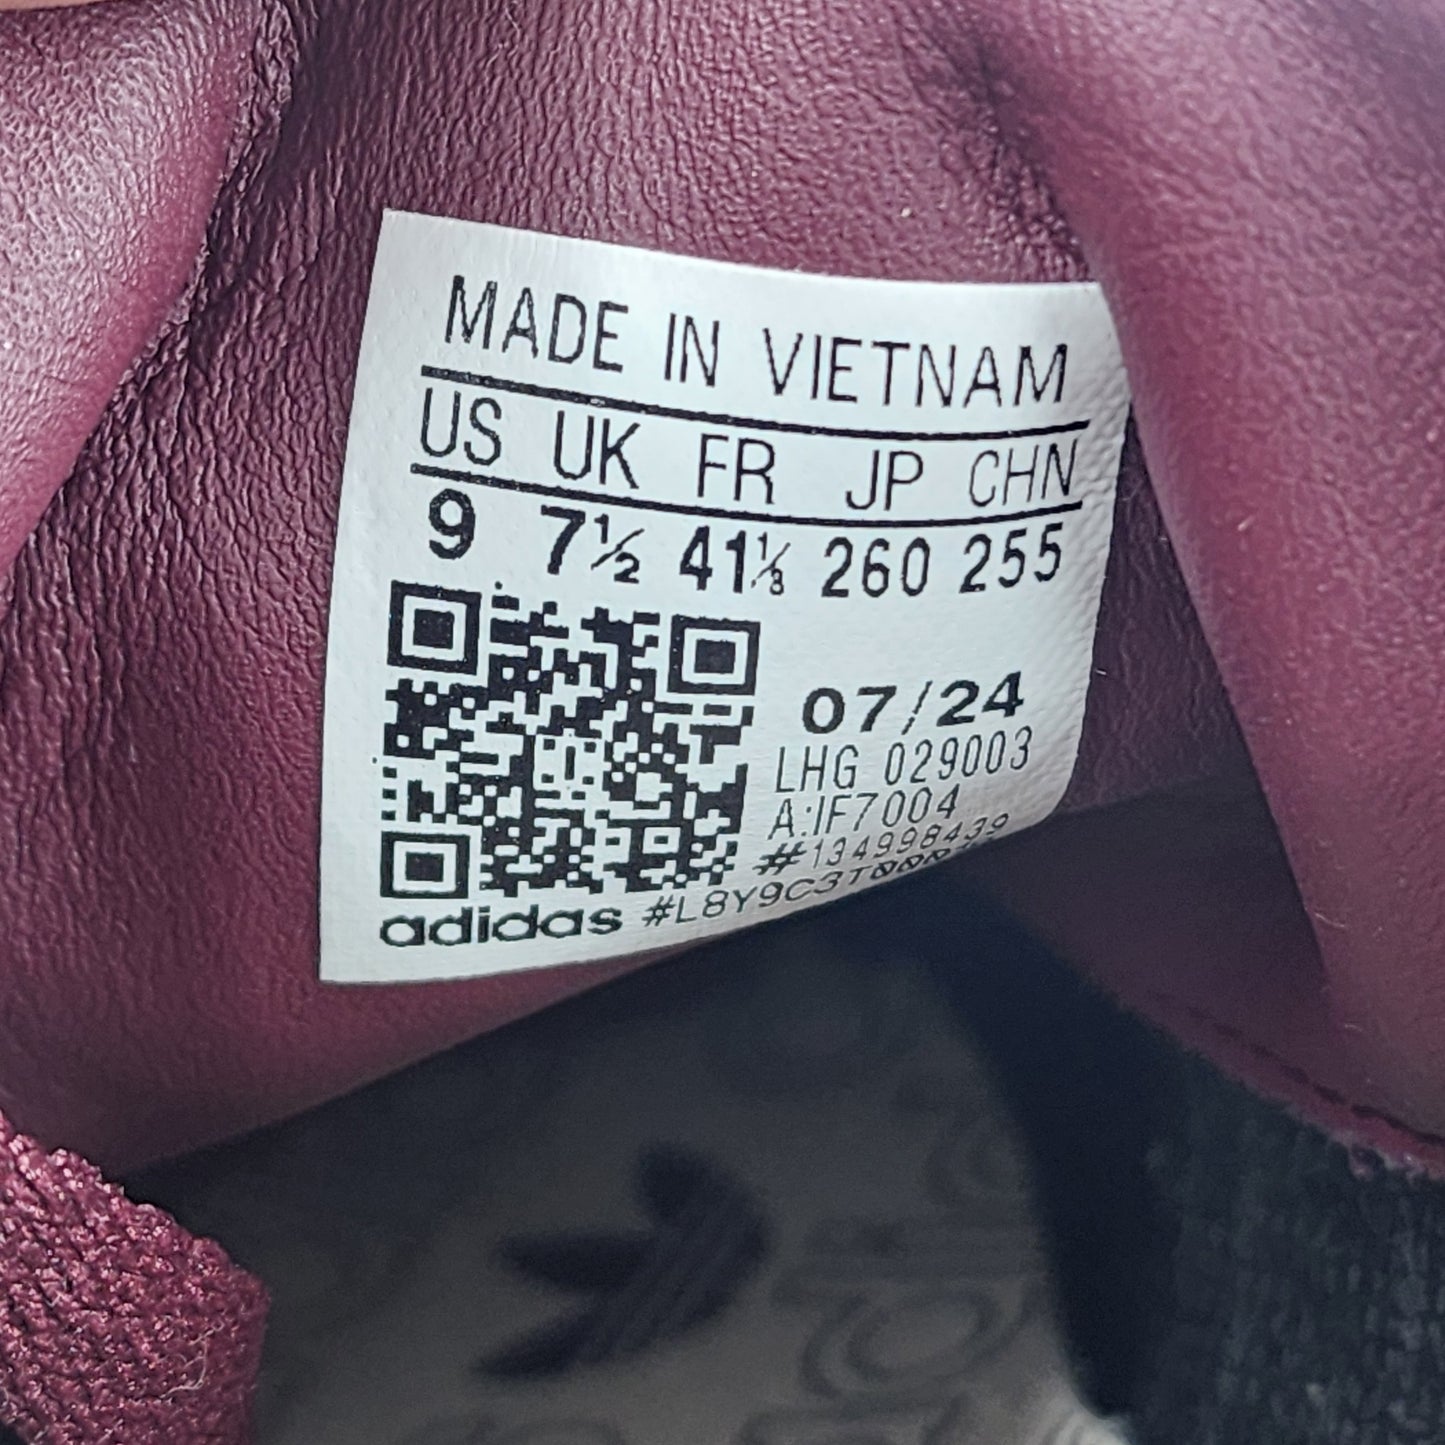 MADE IN VIETNAM
US UK FR JP CHN
9 7½ 41⅓ 260 255
07/24
LHG 029003
A:IF7004
#134998439
adidas